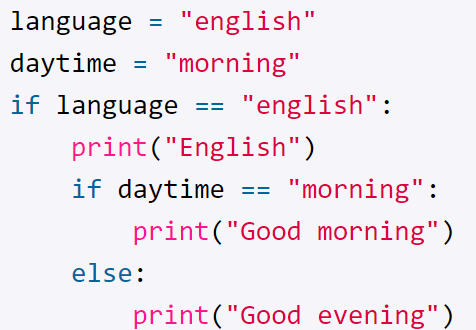 language = "english"
daytime = "morning"
if language == "english":
    print("English")
    if daytime == "morning":
        print("Good morning")
    else:
        print("Good evening")